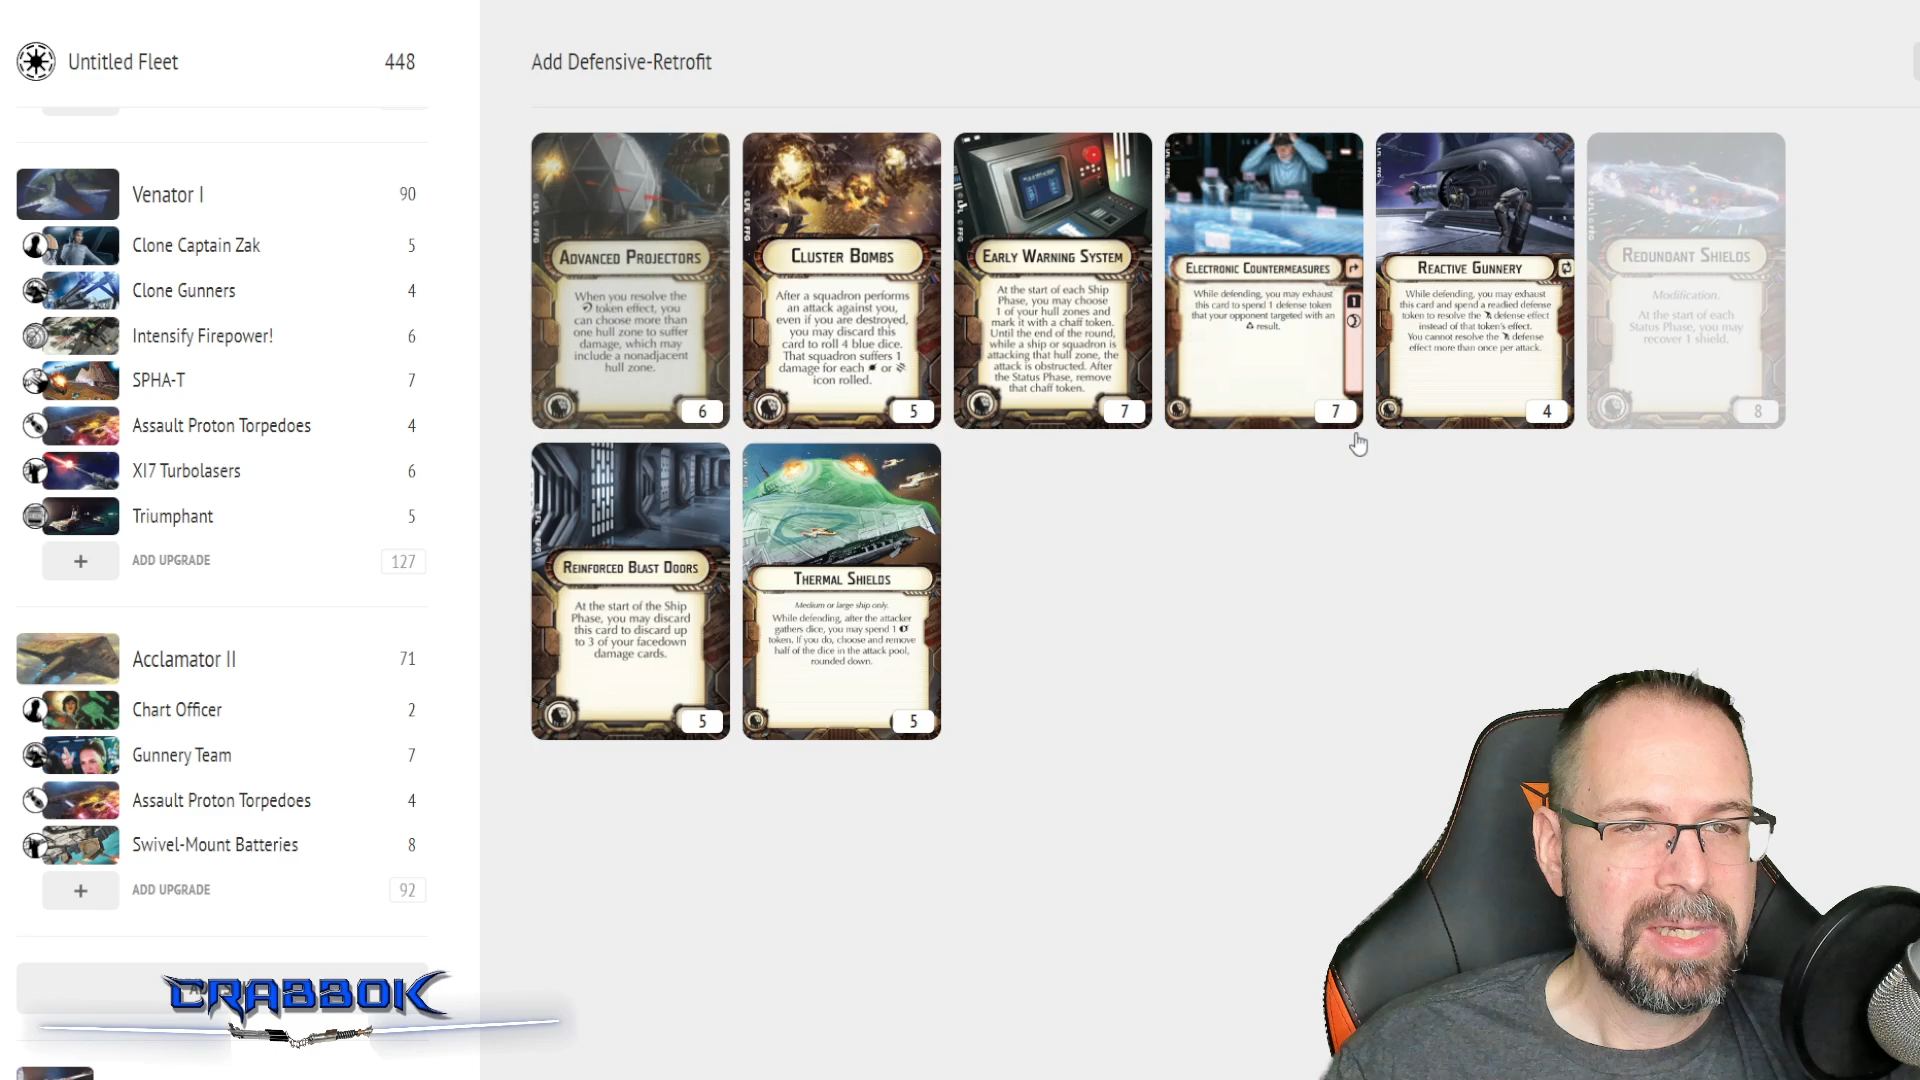 Untitled Fleet 448
Venator I 90
Clone Captain Zak 5
Clone Gunners 4
Intensify Firepower! 6
SPHA-T 7
Assault Proton Torpedoes 4
XI7 Turbolasers 6
Triumphant 5
+ ADD UPGRADE 127
Acclamator II 71
Chart Officer 2
Gunnery Team 7
Assault Proton Torpedoes 4
Swivel-Mount Batteries 8
+ ADD UPGRADE 92
CRABBOK
Add Defensive-Retrofit
Advanced Projectors
When you resolve the
token effect, you
can choose more than
one hull zone to suffer
damage, which may
include a nonadjacent
hull zone.
6
Cluster Bombs
After a squadron performs
an attack against you,
even if you are destroyed,
you may discard this
card to roll 4 blue dice.
That squadron suffers 1
damage for each or
icon rolled.
5
Early Warning System
At the start of each Ship
Phase, you may choose
1 of your hull zones and
mark it with a chaff token.
Until the end of the round,
while a ship or squadron is
attacking that hull zone, the
attack is obstructed. After
the Status Phase, remove
that chaff token.
7
Electronic Countermeasures
While defending, you may exhaust
this card to spend 1 defense token
that your opponent targeted with an
result.
1
7
Reactive Gunnery
While defending, you may exhaust
this card and spend a readied defense
token to resolve the defense effect
instead of that token's effect.
You cannot resolve the defense
effect more than once per attack.
4
Redundant Shields
Modification.
At the start of each
Status Phase, you may
recover 1 shield.
8
Reinforced Blast Doors
At the start of the Ship
Phase, you may discard
this card to discard up
to 3 of your facedown
damage cards.
5
Thermal Shields
Medium or large ship only.
While defending, after the attacker
gathers dice, you may spend 1
token. If you do, choose and remove
half of the dice in the attack pool,
rounded down.
5